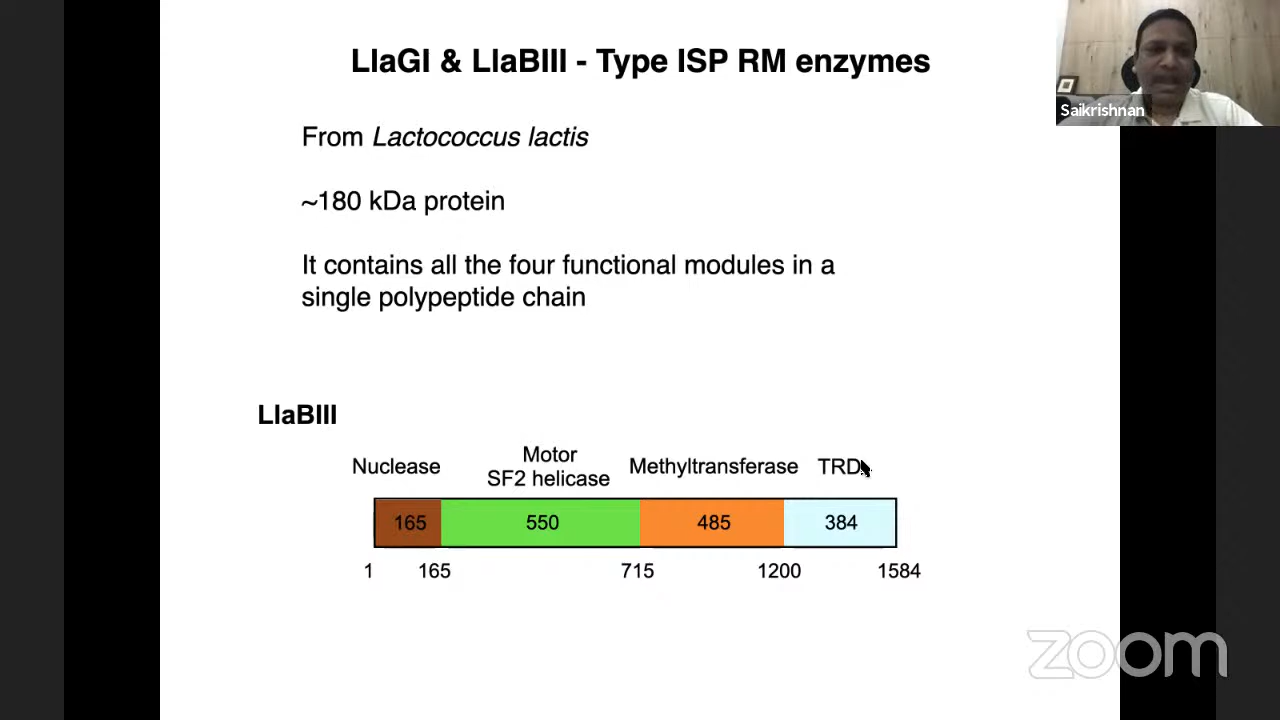 LlaGI & LlaBIII - Type ISP RM enzymes
Saikrishnan
From Lactococcus lactis
~180 kDa protein
It contains all the four functional modules in a
single polypeptide chain
LlaBIII
Nuclease
Motor
SF2 helicase
Methyltransferase
TRD
165 550 485 384
1 165 715 1200 1584
zoom